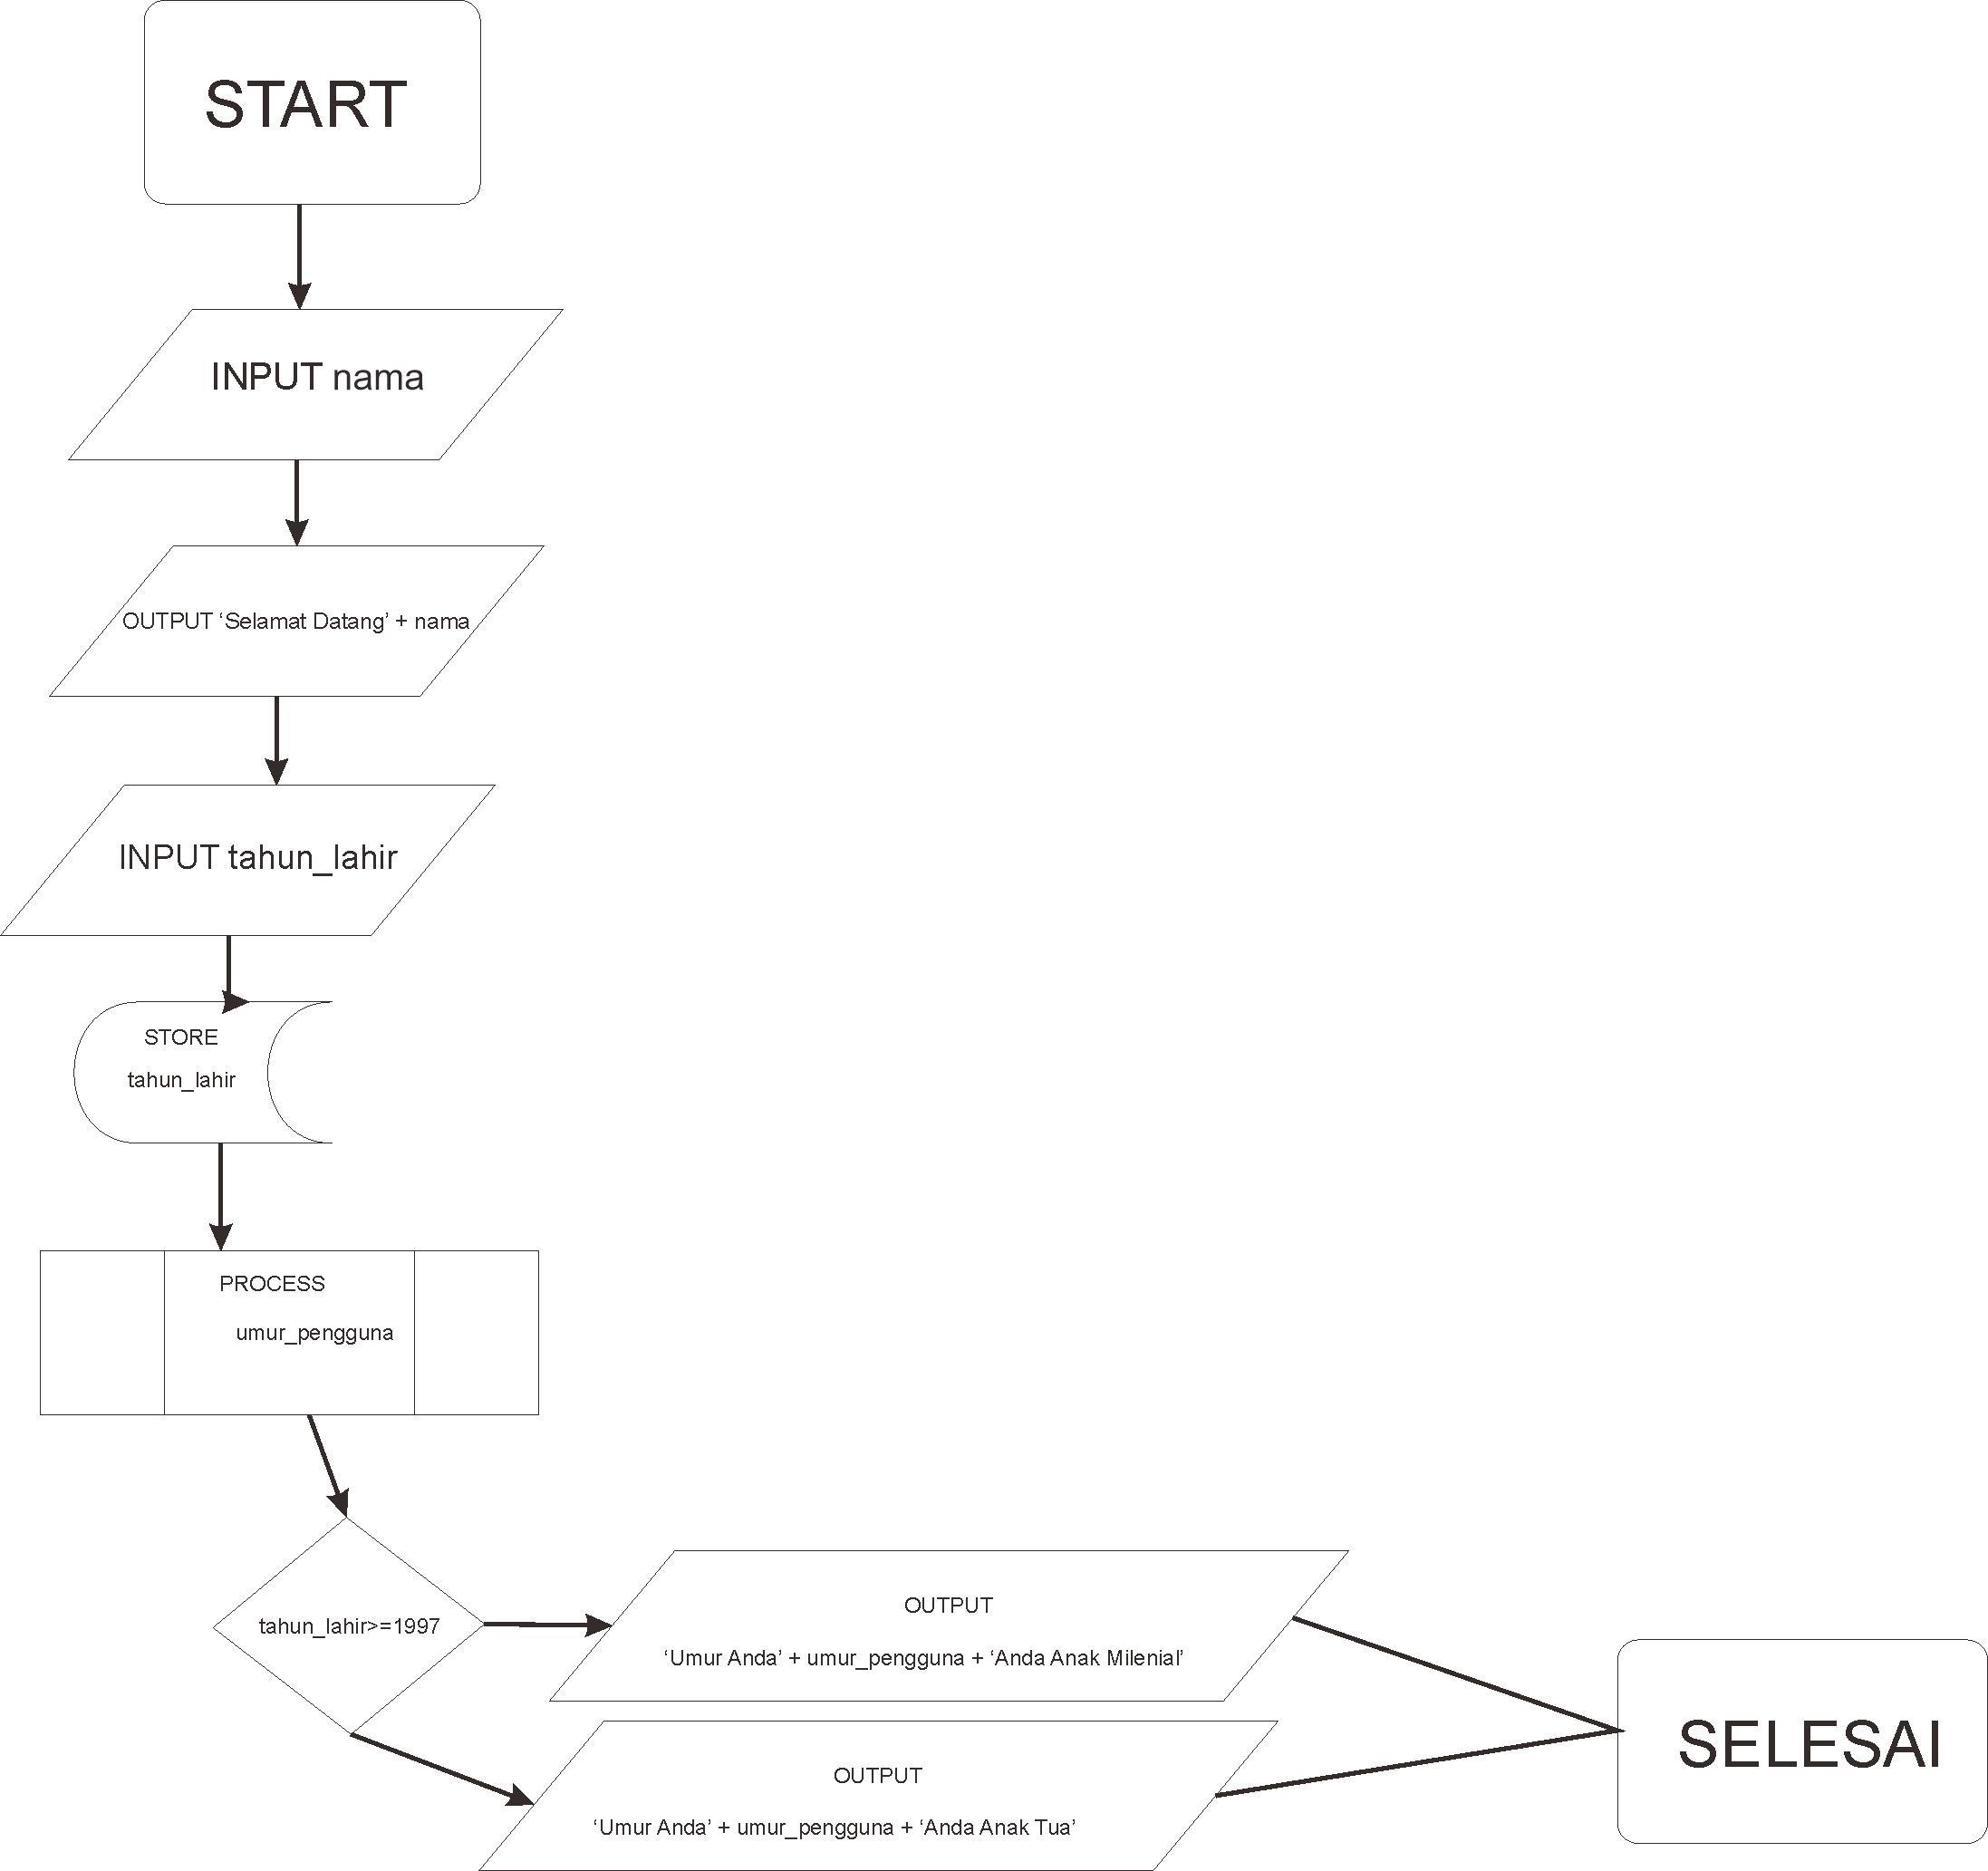 START
INPUT nama
OUTPUT ‘Selamat Datang’ + nama
INPUT tahun_lahir
STORE
tahun_lahir
PROCESS
umur_pengguna
tahun_lahir>=1997
OUTPUT
‘Umur Anda’ + umur_pengguna + ‘Anda Anak Milenial’
OUTPUT
‘Umur Anda’ + umur_pengguna + ‘Anda Anak Tua’
SELESAI